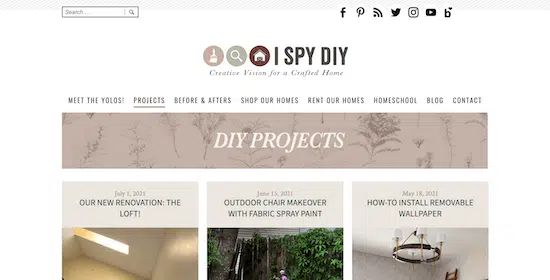 Search ...
I SPY DIY
Creative Vision for a Crafted Home
MEET THE YOLOS! PROJECTS BEFORE & AFTERS SHOP OUR HOMES RENT OUR HOMES HOMESCHOOL BLOG CONTACT
DIY PROJECTS
July 1, 2021
OUR NEW RENOVATION: THE
LOFT!
June 15, 2021
OUTDOOR CHAIR MAKEOVER
WITH FABRIC SPRAY PAINT
May 18, 2021
HOW-TO INSTALL REMOVABLE
WALLPAPER